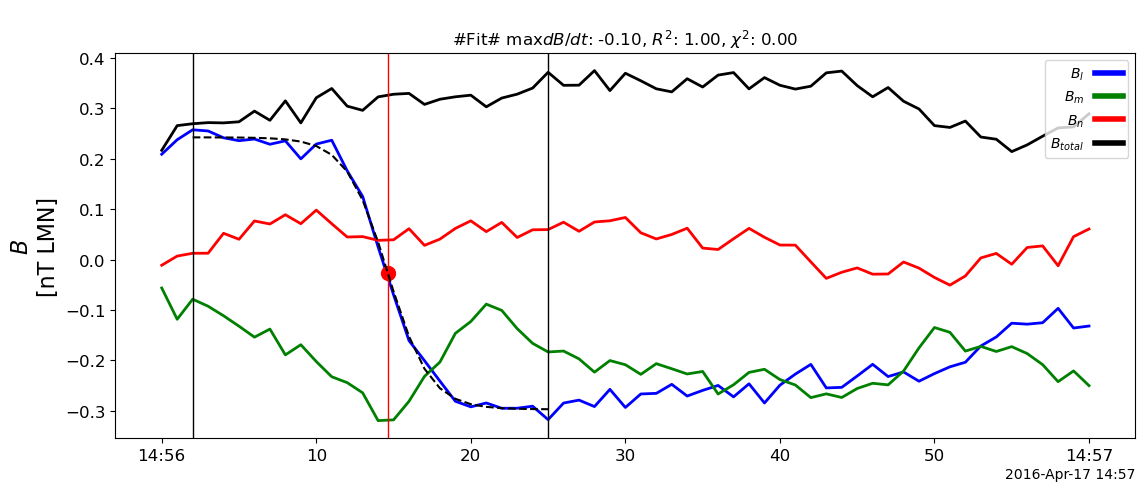 #Fit# maxdB/dt: -0.10, R²: 1.00, χ²: 0.00
B
[nT LMN]
0.4
0.3
0.2
0.1
0.0
−0.1
−0.2
−0.3
B_l
B_m
B_n
B_total
14:56
10
20
30
40
50
14:57
2016-Apr-17 14:57